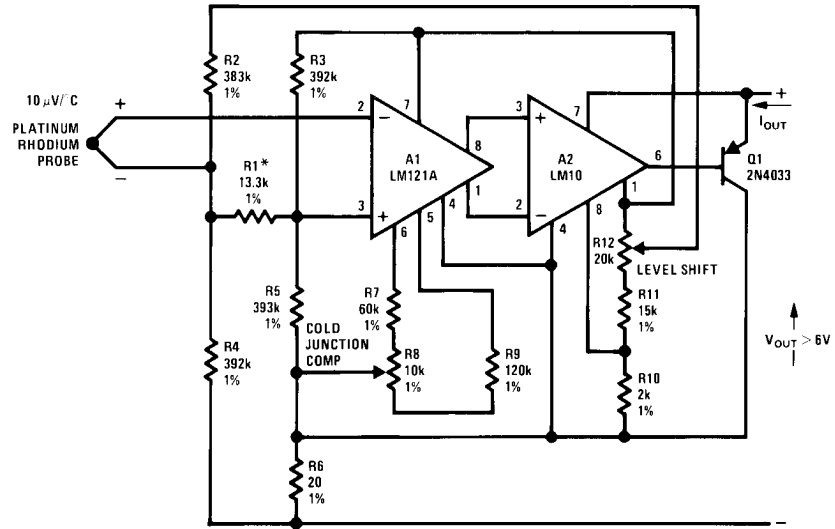 R2
383k
1%
R3
392k
1%
10 μV/°C
+
PLATINUM
RHODIUM
PROBE
−
R1*
13.3k
1%
2
−
7
A1
LM121A
8
1
3
+
6
5
4
3
+
7
A2
LM10
6
2
−
1
8
4
+
IOUT
Q1
2N4033
R12
20k
LEVEL SHIFT
R5
393k
1%
COLD
JUNCTION
COMP
R7
60k
1%
R8
10k
1%
R9
120k
1%
R11
15k
1%
R4
392k
1%
R10
2k
1%
VOUT > 6V
R6
20
1%
−